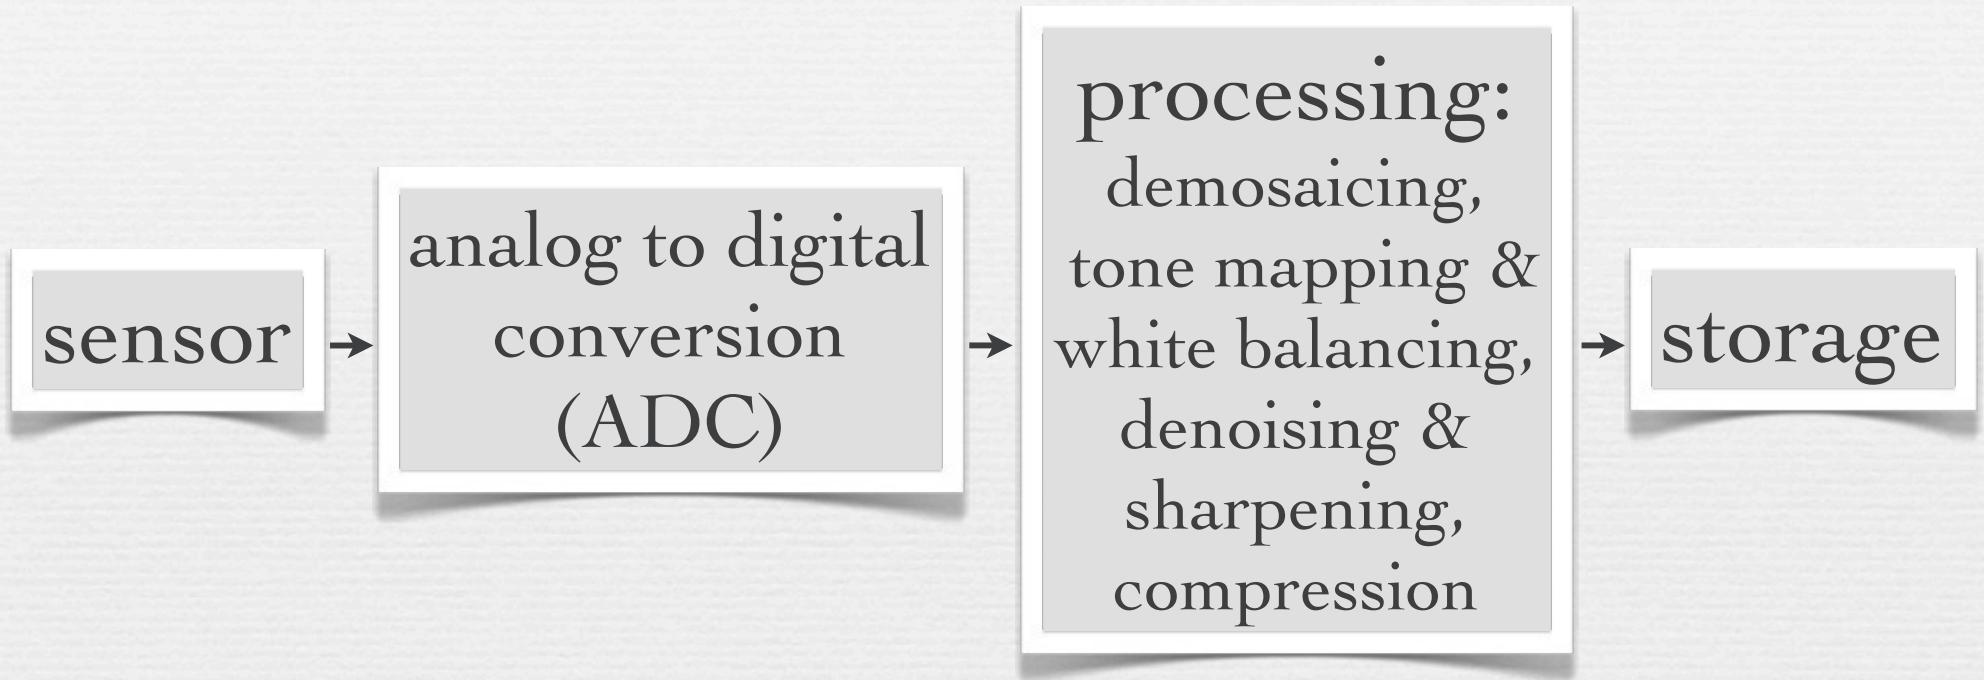 sensor
analog to digital
conversion
(ADC)
processing:
demosaicing,
tone mapping &
white balancing,
denoising &
sharpening,
compression
storage